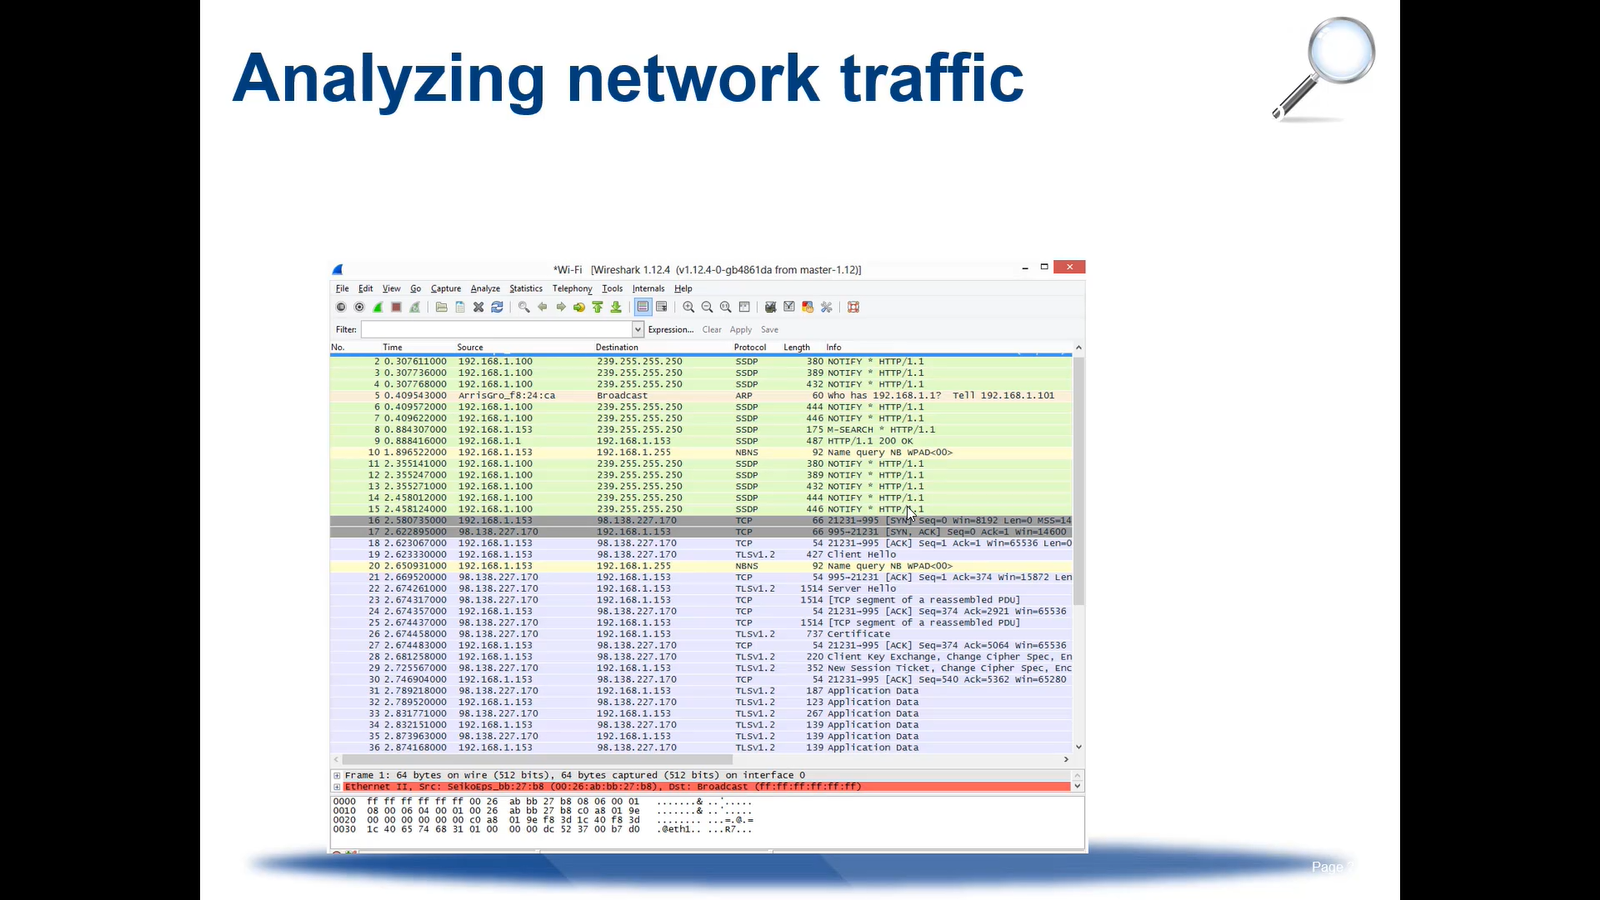 Analyzing network traffic
*Wi-Fi [Wireshark 1.12.4 (v1.12.4-0-gb4861da from master-1.12)]
File Edit View Go Capture Analyze Statistics Telephony Tools Internals Help
Filter: Expression... Clear Apply Save
No. Time Source Destination Protocol Length Info
2 0.307611000 192.168.1.100 239.255.255.250 SSDP 380 NOTIFY * HTTP/1.1
3 0.307736000 192.168.1.100 239.255.255.250 SSDP 389 NOTIFY * HTTP/1.1
4 0.307768000 192.168.1.100 239.255.255.250 SSDP 432 NOTIFY * HTTP/1.1
5 0.409543000 ArrisGro_f8:24:ca Broadcast ARP 60 Who has 192.168.1.1? Tell 192.168.1.101
6 0.409572000 192.168.1.100 239.255.255.250 SSDP 444 NOTIFY * HTTP/1.1
7 0.409622000 192.168.1.100 239.255.255.250 SSDP 446 NOTIFY * HTTP/1.1
8 0.884307000 192.168.1.153 239.255.255.250 SSDP 175 M-SEARCH * HTTP/1.1
9 0.888416000 192.168.1.1 192.168.1.153 SSDP 487 HTTP/1.1 200 OK
10 1.896522000 192.168.1.153 192.168.1.255 NBNS 92 Name query NB WPAD<00>
11 2.355141000 192.168.1.100 239.255.255.250 SSDP 380 NOTIFY * HTTP/1.1
12 2.355247000 192.168.1.100 239.255.255.250 SSDP 389 NOTIFY * HTTP/1.1
13 2.355271000 192.168.1.100 239.255.255.250 SSDP 432 NOTIFY * HTTP/1.1
14 2.458012000 192.168.1.100 239.255.255.250 SSDP 444 NOTIFY * HTTP/1.1
15 2.458124000 192.168.1.100 239.255.255.250 SSDP 446 NOTIFY * HTTP/1.1
16 2.580735000 192.168.1.153 98.138.227.170 TCP 66 21231→995 [SYN] Seq=0 Win=8192 Len=0 MSS=14
17 2.622895000 98.138.227.170 192.168.1.153 TCP 66 995→21231 [SYN, ACK] Seq=0 Ack=1 Win=14600
18 2.623067000 192.168.1.153 98.138.227.170 TCP 54 21231→995 [ACK] Seq=1 Ack=1 Win=65536 Len=0
19 2.623330000 192.168.1.153 98.138.227.170 TLSv1.2 427 Client Hello
20 2.650931000 192.168.1.153 192.168.1.255 NBNS 92 Name query NB WPAD<00>
21 2.669520000 98.138.227.170 192.168.1.153 TCP 54 995→21231 [ACK] Seq=1 Ack=374 Win=15872 Len
22 2.674261000 98.138.227.170 192.168.1.153 TLSv1.2 1514 Server Hello
23 2.674317000 98.138.227.170 192.168.1.153 TCP 1514 [TCP segment of a reassembled PDU]
24 2.674357000 192.168.1.153 98.138.227.170 TCP 54 21231→995 [ACK] Seq=374 Ack=2921 Win=65536
25 2.674437000 98.138.227.170 192.168.1.153 TCP 1514 [TCP segment of a reassembled PDU]
26 2.674458000 98.138.227.170 192.168.1.153 TLSv1.2 737 Certificate
27 2.674483000 192.168.1.153 98.138.227.170 TCP 54 21231→995 [ACK] Seq=374 Ack=5064 Win=65536
28 2.681258000 192.168.1.153 98.138.227.170 TLSv1.2 220 Client Key Exchange, Change Cipher Spec, En
29 2.725567000 98.138.227.170 192.168.1.153 TLSv1.2 352 New Session Ticket, Change Cipher Spec, Enc
30 2.746904000 192.168.1.153 98.138.227.170 TCP 54 21231→995 [ACK] Seq=540 Ack=5362 Win=65280
31 2.789218000 98.138.227.170 192.168.1.153 TLSv1.2 187 Application Data
32 2.789520000 192.168.1.153 98.138.227.170 TLSv1.2 123 Application Data
33 2.831771000 98.138.227.170 192.168.1.153 TLSv1.2 267 Application Data
34 2.832151000 192.168.1.153 98.138.227.170 TLSv1.2 139 Application Data
35 2.873963000 98.138.227.170 192.168.1.153 TLSv1.2 139 Application Data
36 2.874168000 192.168.1.153 98.138.227.170 TLSv1.2 139 Application Data
Frame 1: 64 bytes on wire (512 bits), 64 bytes captured (512 bits) on interface 0
Ethernet II, Src: SeikoEps_bb:27:b8 (00:26:ab:bb:27:b8), Dst: Broadcast (ff:ff:ff:ff:ff:ff)
0000 ff ff ff ff ff ff 00 26 ab bb 27 b8 08 06 00 01 .......& ..'.....
0010 08 00 06 04 00 01 00 26 ab bb 27 b8 c0 a8 01 9e .......& ..'.....
0020 00 00 00 00 00 00 c0 a8 01 9e f8 3d 1c 40 f8 3d ........ ...=.@.=
0030 1c 40 65 74 68 31 01 00 00 00 dc 52 37 00 b7 d0 .@eth1.. ...R7...
Page